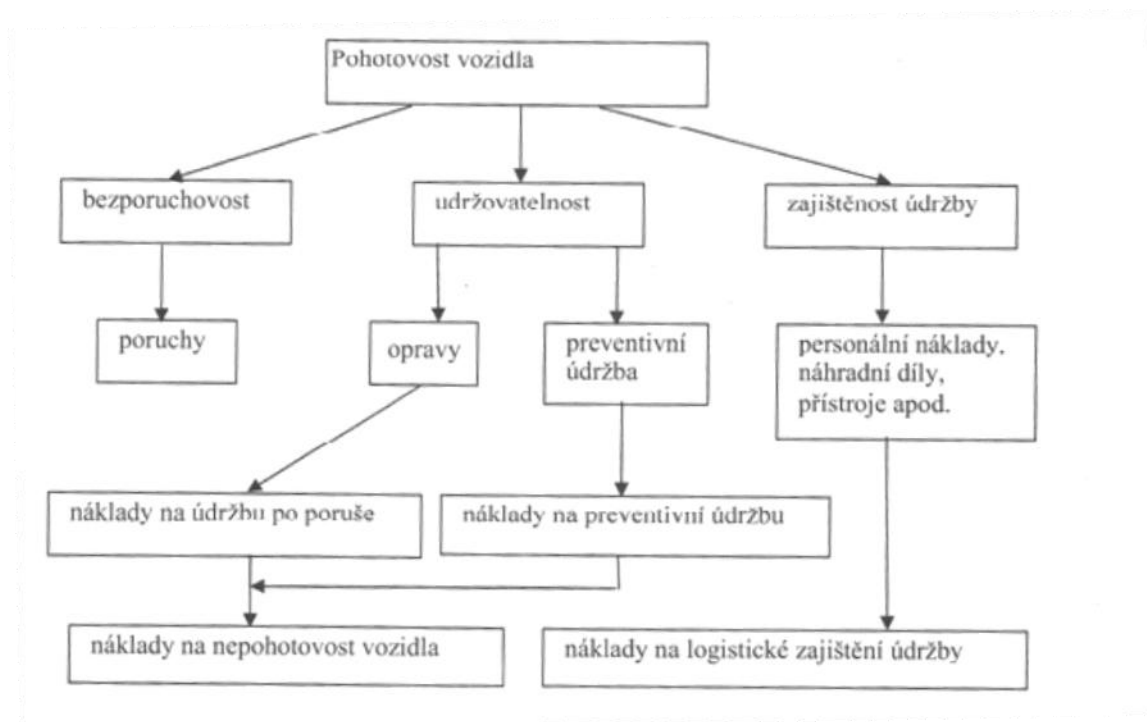 Pohotovost vozidla
bezporuchovost
udržovatelnost
zajištěnost údržby
poruchy
opravy
preventivní
údržba
personální náklady.
náhradní díly,
přístroje apod.
náklady na údržbu po poruše
náklady na preventivní údržbu
náklady na nepohotovost vozidla
náklady na logistické zajištění údržby